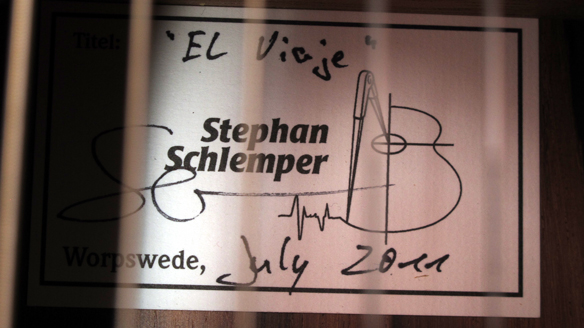 Titel: "EL Viaje"
Stephan
Schlemper
Worpswede, July 2011